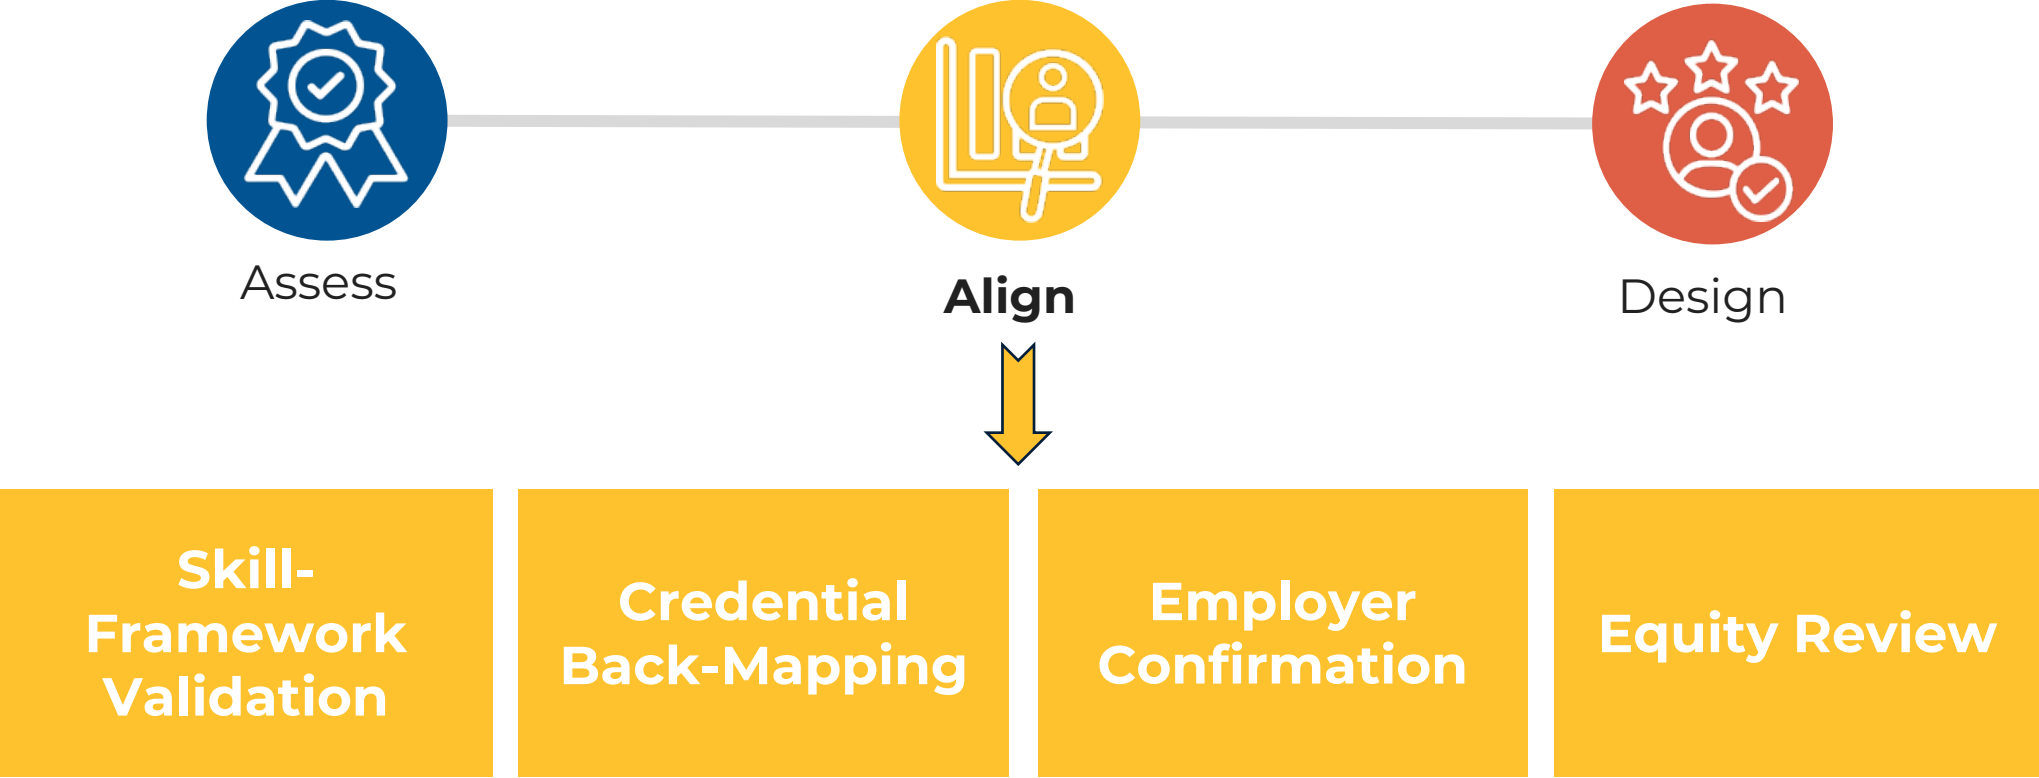 Assess
Align
Design
Skill-
Framework
Validation
Credential
Back-Mapping
Employer
Confirmation
Equity Review